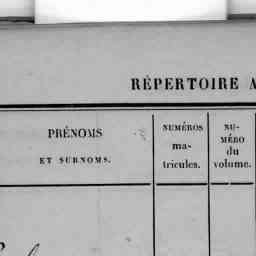 RÉPERTOIRE A
PRÉNOMS
ET SURNOMS.
NUMÉROS
ma-
tricules.
NU-
MÉRO
du
volume.